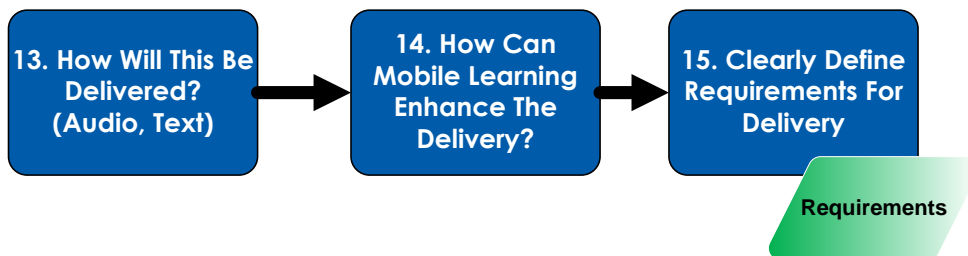 13. How Will This Be
Delivered?
(Audio, Text)
14. How Can
Mobile Learning
Enhance The
Delivery?
15. Clearly Define
Requirements For
Delivery
Requirements